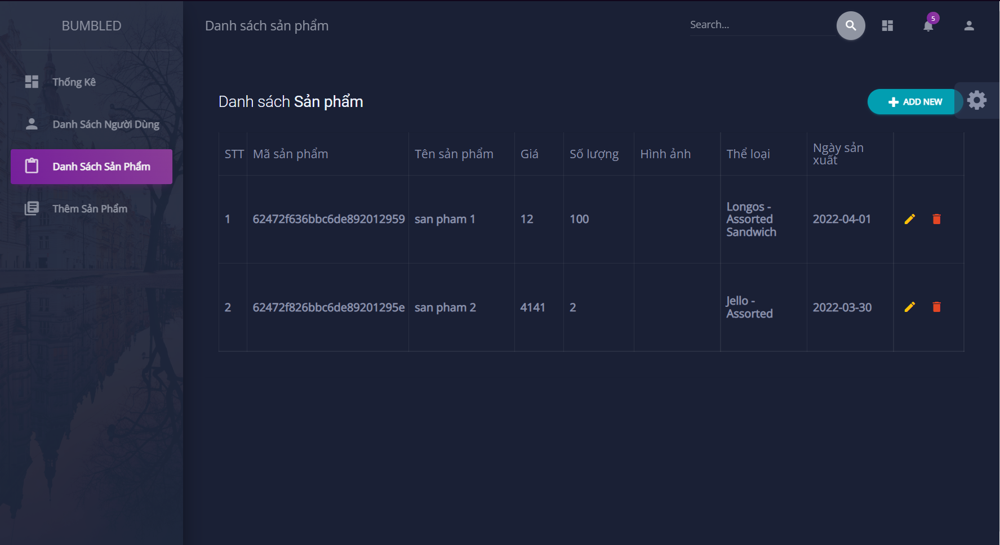 BUMBLED
Thống Kê
Danh Sách Người Dùng
Danh Sách Sản Phẩm
Thêm Sản Phẩm
Danh sách sản phẩm
Search...
5
Danh sách Sản phẩm
ADD NEW
STT Mã sản phẩm Tên sản phẩm Giá Số lượng Hình ảnh Thể loại Ngày sản
xuất
1 62472f636bbc6de892012959 san pham 1 12 100 Longos -
Assorted
Sandwich 2022-04-01
2 62472f826bbc6de89201295e san pham 2 4141 2 Jello -
Assorted 2022-03-30